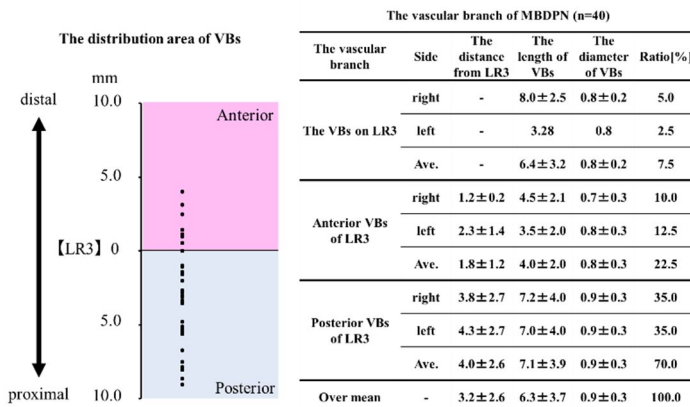 The distribution area of VBs
mm
distal
10.0
Anterior
5.0
【LR3】 0
5.0
Posterior
proximal
10.0
The vascular branch of MBDPN (n=40)
The vascular branch Side The distance from LR3 The length of VBs The diameter of VBs Ratio[%]
The VBs on LR3
right - 8.0±2.5 0.8±0.2 5.0
left - 3.28 0.8 2.5
Ave. - 6.4±3.2 0.8±0.2 7.5
Anterior VBs of LR3
right 1.2±0.2 4.5±2.1 0.7±0.3 10.0
left 2.3±1.4 3.5±2.0 0.8±0.3 12.5
Ave. 1.8±1.2 4.0±2.0 0.8±0.3 22.5
Posterior VBs of LR3
right 3.8±2.7 7.2±4.0 0.9±0.3 35.0
left 4.3±2.7 7.0±4.0 0.9±0.3 35.0
Ave. 4.0±2.6 7.1±3.9 0.9±0.3 70.0
Over mean - 3.2±2.6 6.3±3.7 0.9±0.3 100.0